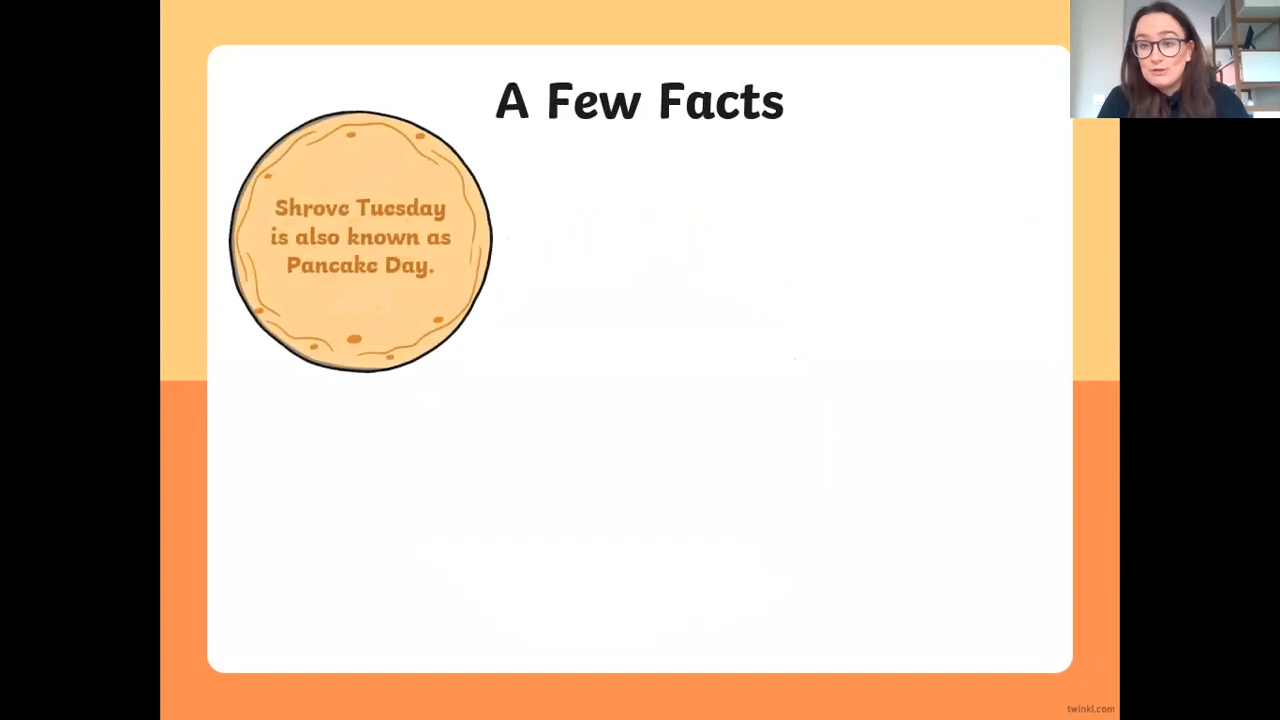 A Few Facts
Shrove Tuesday
is also known as
Pancake Day.
twinkl.com